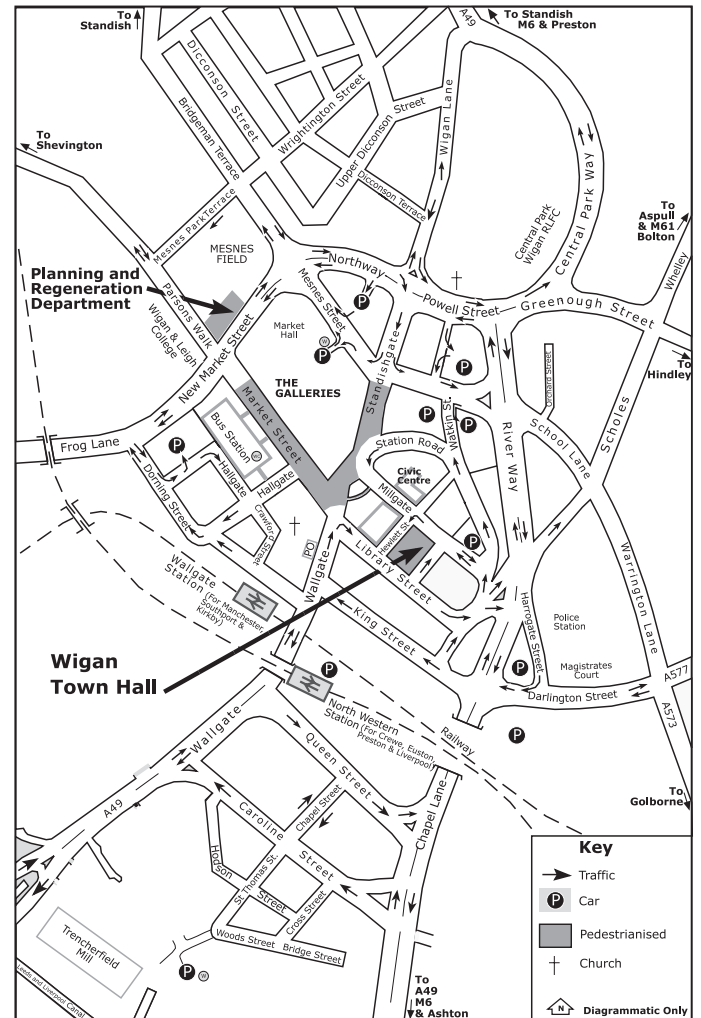 To
Standish
A49
To Standish
M6 & Preston
Dicconson Street
Bridgeman Terrace
Wrightington Street
Upper Dicconson Street
Wigan Lane
Central Park Way
To
Shevington
Dicconson Terrace
Mesnes Park Terrace
To
Aspull
& M61
Bolton
MESNES
FIELD
Central Park
Wigan RLFC
Whelley
Northway
Planning and
Regeneration
Department
Parsons Walk
Wigan & Leigh
College
Mesnes Street
P
Powell Street
Greenough Street
New Market Street
Market
Hall
W
P
Standishgate
P
Orchard Street
To
Hindley
THE
GALLERIES
Market Street
Scholes
Bus Station
W
P
P
Watkin St.
School Lane
Frog Lane
P
Station Road
River Way
Hallgate
Hallgate
Civic
Centre
Millgate
Dorning Street
Crawford Street
PO
Hewlett St.
P
Library Street
Wallgate
Wallgate
Station
(For Manchester,
Southport &
Kirkby)
Warrington Lane
King Street
Harrogate Street
Police
Station
Wigan
Town Hall
P
P
Magistrates
Court
A577
Darlington Street
A573
North Western
Station (For Crewe, Euston,
Preston & Liverpool)
Railway
P
Wallgate
Queen Street
To
Golborne
A49
Chapel Street
Chapel Lane
Caroline Street
Hodson Street
St Thomas St.
Cross Street
Woods Street
Bridge Street
Trencherfield
Mill
P
W
Leeds and Liverpool Canal
To
A49
M6
& Ashton
Key
Traffic
P
Car
Pedestrianised
Church
N
Diagrammatic Only